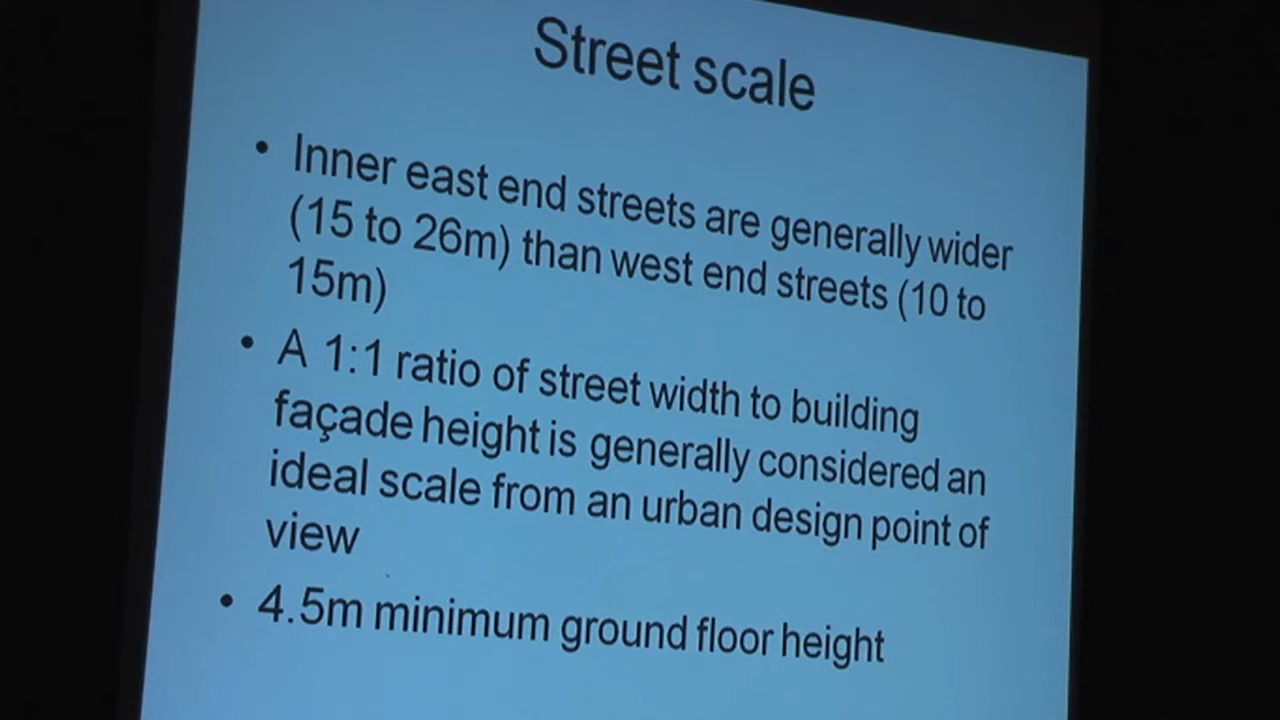 Street scale
• Inner east end streets are generally wider
(15 to 26m) than west end streets (10 to
15m)
• A 1:1 ratio of street width to building
façade height is generally considered an
ideal scale from an urban design point of
view
• 4.5m minimum ground floor height